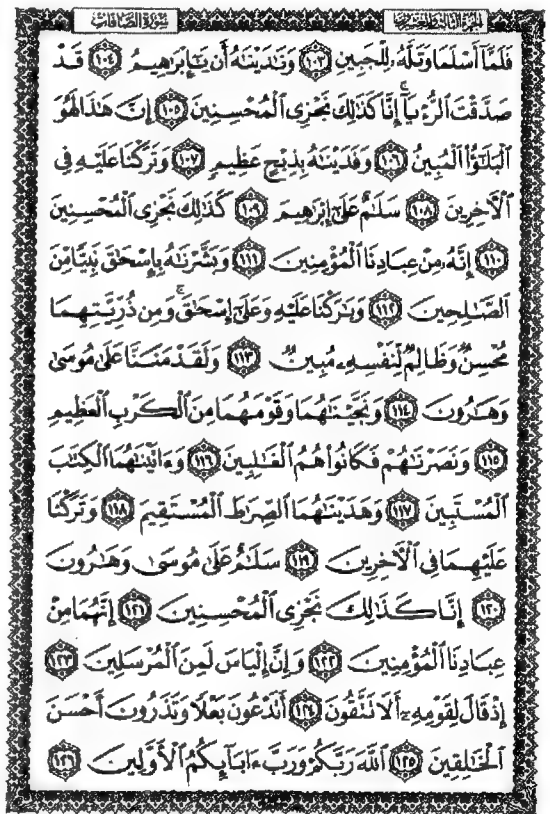 سورة الصافات الجزء الثالث والعشرون
فَلَمَّآ أَسْلَمَا وَتَلَّهُۥ لِلْجَبِينِ ١٠٣ وَنَٰدَيْنَٰهُ أَن يَٰٓإِبْرَٰهِيمُ ١٠٤ قَدْ
صَدَّقْتَ ٱلرُّءْيَآ ۚ إِنَّا كَذَٰلِكَ نَجْزِى ٱلْمُحْسِنِينَ ١٠٥ إِنَّ هَٰذَا لَهُوَ
ٱلْبَلَٰٓؤُا۟ ٱلْمُبِينُ ١٠٦ وَفَدَيْنَٰهُ بِذِبْحٍ عَظِيمٍ ١٠٧ وَتَرَكْنَا عَلَيْهِ فِى
ٱلْءَاخِرِينَ ١٠٨ سَلَٰمٌ عَلَىٰٓ إِبْرَٰهِيمَ ١٠٩ كَذَٰلِكَ نَجْزِى ٱلْمُحْسِنِينَ
١١٠ إِنَّهُۥ مِنْ عِبَادِنَا ٱلْمُؤْمِنِينَ ١١١ وَبَشَّرْنَٰهُ بِإِسْحَٰقَ نَبِيًّا مِّنَ
ٱلصَّٰلِحِينَ ١١٢ وَبَٰرَكْنَا عَلَيْهِ وَعَلَىٰٓ إِسْحَٰقَ ۚ وَمِن ذُرِّيَّتِهِمَا
مُحْسِنٌ وَظَالِمٌ لِّنَفْسِهِۦ مُبِينٌ ١١٣ وَلَقَدْ مَنَنَّا عَلَىٰ مُوسَىٰ
وَهَٰرُونَ ١١٤ وَنَجَّيْنَٰهُمَا وَقَوْمَهُمَا مِنَ ٱلْكَرْبِ ٱلْعَظِيمِ
١١٥ وَنَصَرْنَٰهُمْ فَكَانُوا۟ هُمُ ٱلْغَٰلِبِينَ ١١٦ وَءَاتَيْنَٰهُمَا ٱلْكِتَٰبَ
ٱلْمُسْتَبِينَ ١١٧ وَهَدَيْنَٰهُمَا ٱلصِّرَٰطَ ٱلْمُسْتَقِيمَ ١١٨ وَتَرَكْنَا
عَلَيْهِمَا فِى ٱلْءَاخِرِينَ ١١٩ سَلَٰمٌ عَلَىٰ مُوسَىٰ وَهَٰرُونَ
١٢٠ إِنَّا كَذَٰلِكَ نَجْزِى ٱلْمُحْسِنِينَ ١٢١ إِنَّهُمَا مِنْ
عِبَادِنَا ٱلْمُؤْمِنِينَ ١٢٢ وَإِنَّ إِلْيَاسَ لَمِنَ ٱلْمُرْسَلِينَ ١٢٣
إِذْ قَالَ لِقَوْمِهِۦٓ أَلَا تَتَّقُونَ ١٢٤ أَتَدْعُونَ بَعْلًا وَتَذَرُونَ أَحْسَنَ
ٱلْخَٰلِقِينَ ١٢٥ ٱللَّهَ رَبَّكُمْ وَرَبَّ ءَابَآئِكُمُ ٱلْأَوَّلِينَ ١٢٦